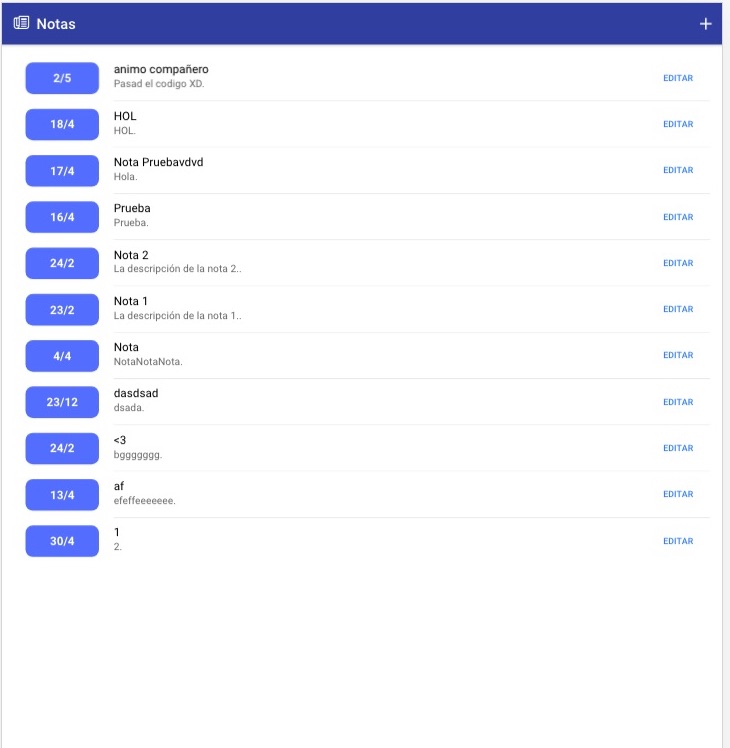 Notas
2/5
animo compañero
Pasad el codigo XD.
EDITAR
18/4
HOL
HOL.
EDITAR
17/4
Nota Pruebavdvd
Hola.
EDITAR
16/4
Prueba
Prueba.
EDITAR
24/2
Nota 2
La descripción de la nota 2..
EDITAR
23/2
Nota 1
La descripción de la nota 1..
EDITAR
4/4
Nota
NotaNotaNota.
EDITAR
23/12
dasdsad
dsada.
EDITAR
24/2
<3
bggggggg.
EDITAR
13/4
af
efeffeeeeeee.
EDITAR
30/4
1
2.
EDITAR